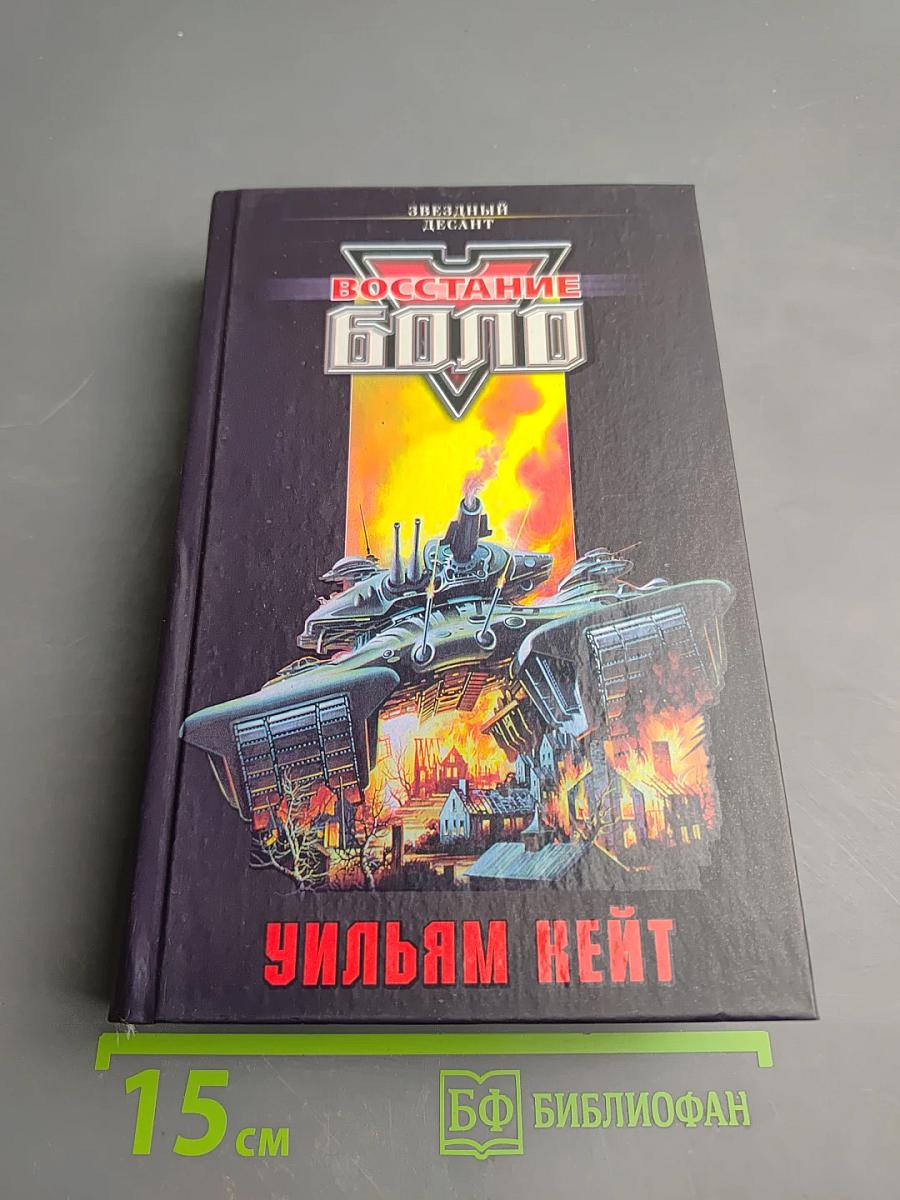 ЗВЕЗДНЫЙ
ДЕСАНТ
ВОССТАНИЕ
БОЛО
УИЛЬЯМ КЕЙТ
15 см
БФ БИБЛИОФАН